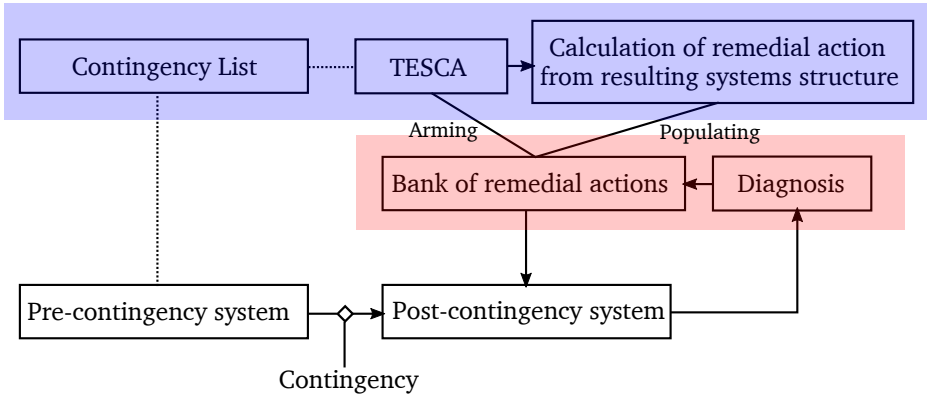 Contingency List
TESCA
Calculation of remedial action
from resulting systems structure
Arming
Populating
Bank of remedial actions
Diagnosis
Pre-contingency system
Post-contingency system
Contingency